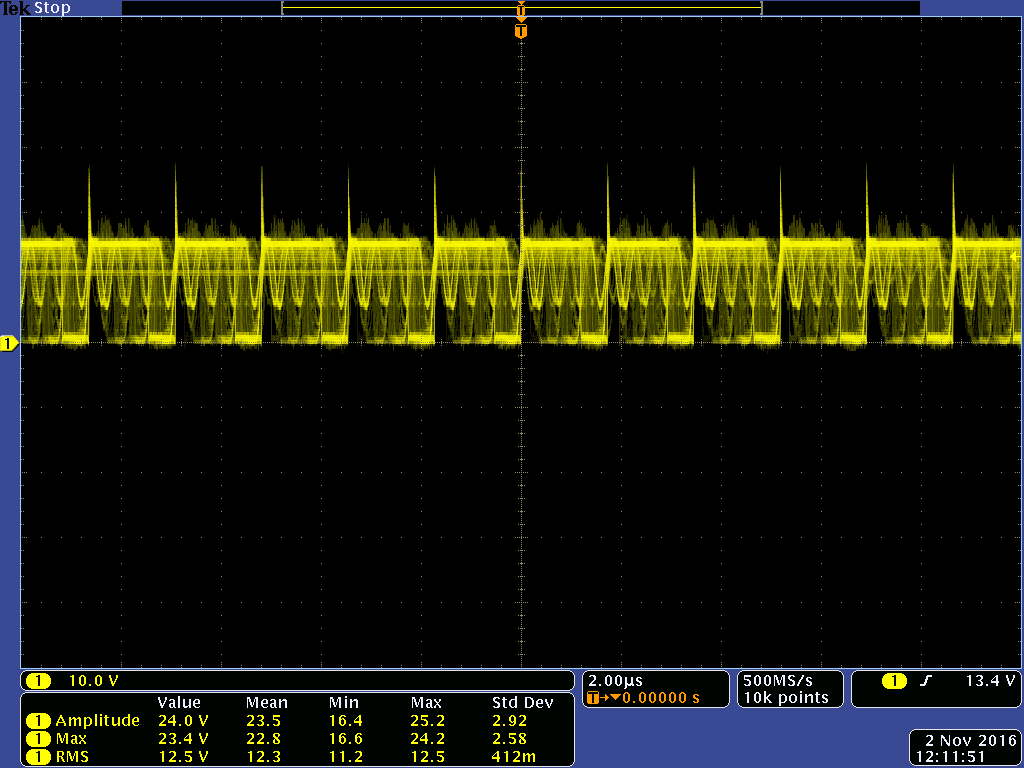 Tek Stop
T
T
1
1 10.0 V
2.00µs
T→▼0.00000 s
500MS/s
10k points
1 13.4 V
Value Mean Min Max Std Dev
1 Amplitude 24.0 V 23.5 16.4 25.2 2.92
1 Max 23.4 V 22.8 16.6 24.2 2.58
1 RMS 12.5 V 12.3 11.2 12.5 412m
2 Nov 2016
12:11:51